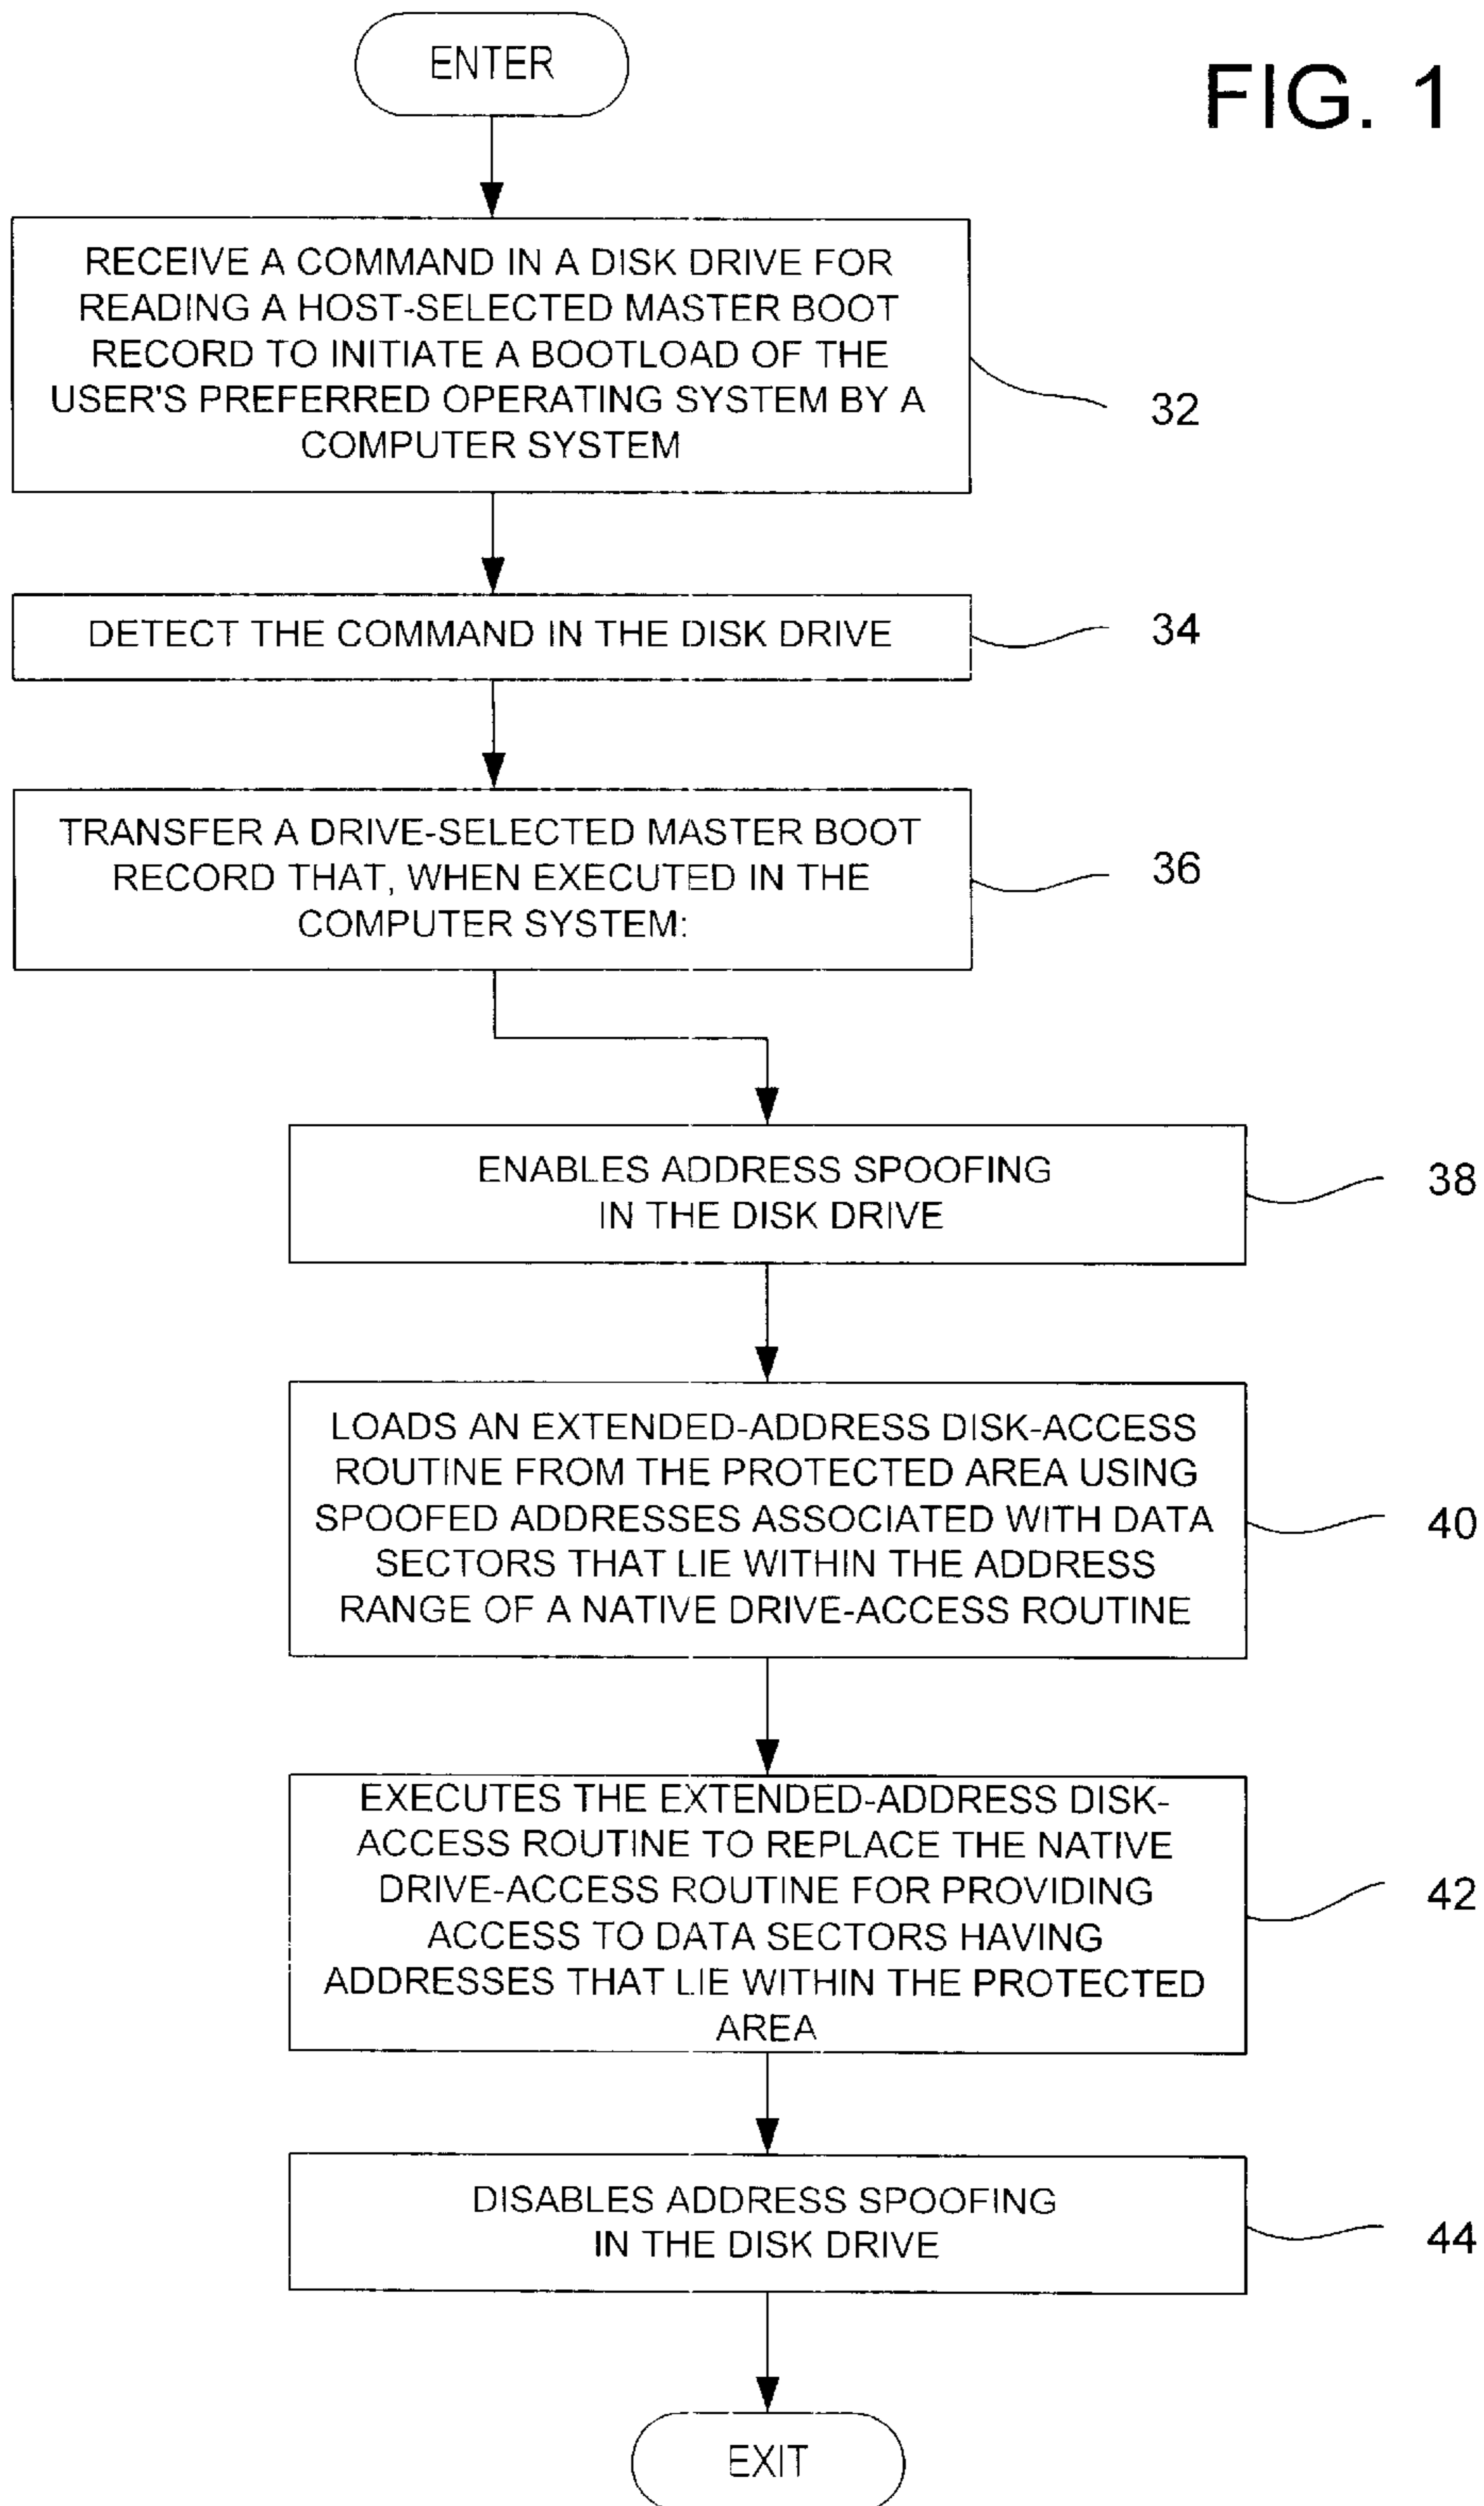 ENTER
FIG. 1
RECEIVE A COMMAND IN A DISK DRIVE FOR
READING A HOST-SELECTED MASTER BOOT
RECORD TO INITIATE A BOOTLOAD OF THE
USER'S PREFERRED OPERATING SYSTEM BY A
COMPUTER SYSTEM
32
DETECT THE COMMAND IN THE DISK DRIVE
34
TRANSFER A DRIVE-SELECTED MASTER BOOT
RECORD THAT, WHEN EXECUTED IN THE
COMPUTER SYSTEM:
36
ENABLES ADDRESS SPOOFING
IN THE DISK DRIVE
38
LOADS AN EXTENDED-ADDRESS DISK-ACCESS
ROUTINE FROM THE PROTECTED AREA USING
SPOOFED ADDRESSES ASSOCIATED WITH DATA
SECTORS THAT LIE WITHIN THE ADDRESS
RANGE OF A NATIVE DRIVE-ACCESS ROUTINE
40
EXECUTES THE EXTENDED-ADDRESS DISK-
ACCESS ROUTINE TO REPLACE THE NATIVE
DRIVE-ACCESS ROUTINE FOR PROVIDING
ACCESS TO DATA SECTORS HAVING
ADDRESSES THAT LIE WITHIN THE PROTECTED
AREA
42
DISABLES ADDRESS SPOOFING
IN THE DISK DRIVE
44
EXIT